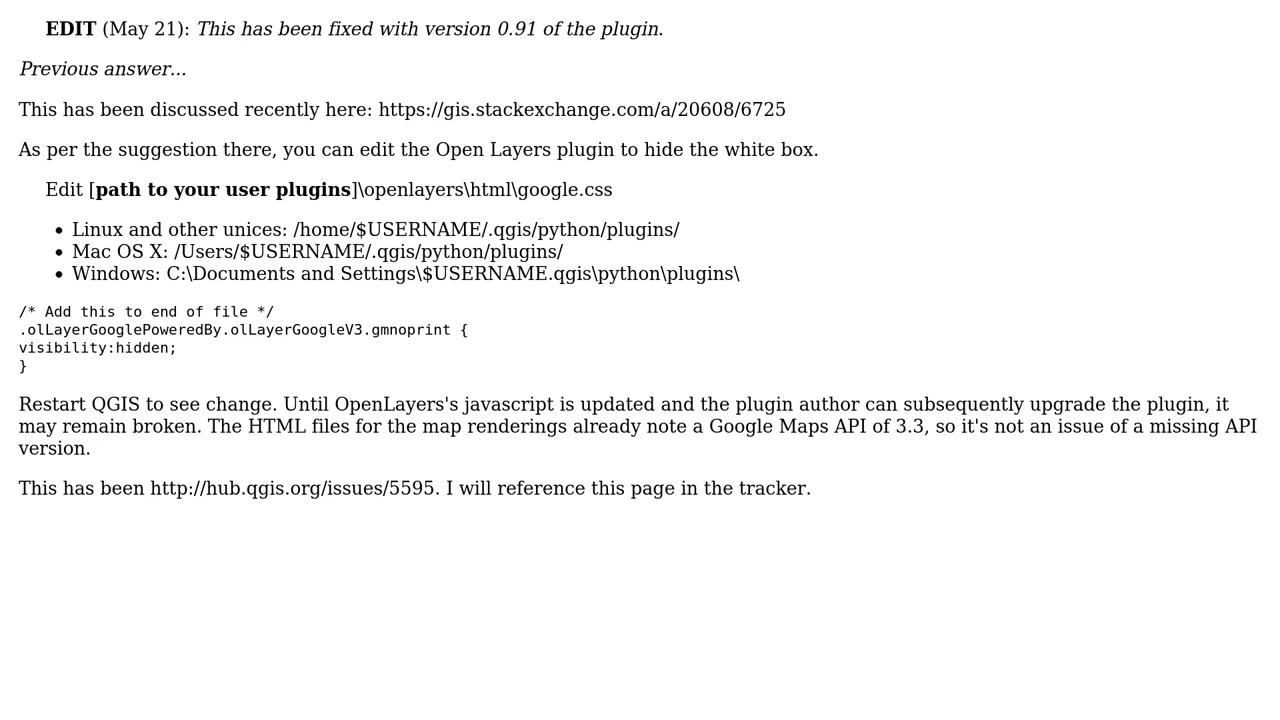 EDIT (May 21): This has been fixed with version 0.91 of the plugin.
Previous answer...
This has been discussed recently here: https://gis.stackexchange.com/a/20608/6725
As per the suggestion there, you can edit the Open Layers plugin to hide the white box.
Edit [path to your user plugins]\openlayers\html\google.css
• Linux and other unices: /home/$USERNAME/.qgis/python/plugins/
• Mac OS X: /Users/$USERNAME/.qgis/python/plugins/
• Windows: C:\Documents and Settings\$USERNAME.qgis\python\plugins\
/* Add this to end of file */
.olLayerGooglePoweredBy.olLayerGoogleV3.gmnoprint {
visibility:hidden;
}
Restart QGIS to see change. Until OpenLayers's javascript is updated and the plugin author can subsequently upgrade the plugin, it
may remain broken. The HTML files for the map renderings already note a Google Maps API of 3.3, so it's not an issue of a missing API
version.
This has been http://hub.qgis.org/issues/5595. I will reference this page in the tracker.